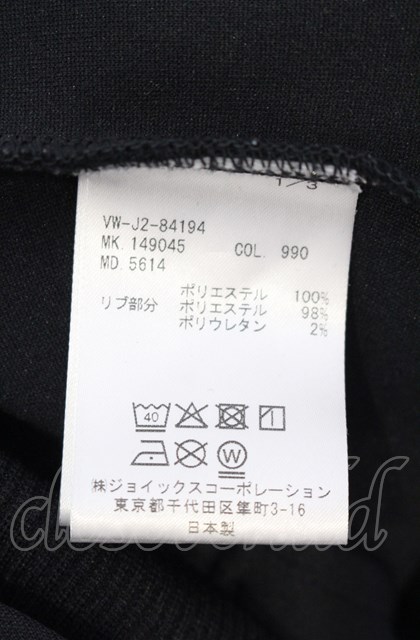 1/3
VW-J2-84194
MK. 149045 COL. 990
MD. 5614
ポリエステル 100%
リブ部分 ポリエステル 98%
ポリウレタン 2%
40
W
㈱ジョイックスコーポレーション
東京都千代田区隼町3-16
日本製